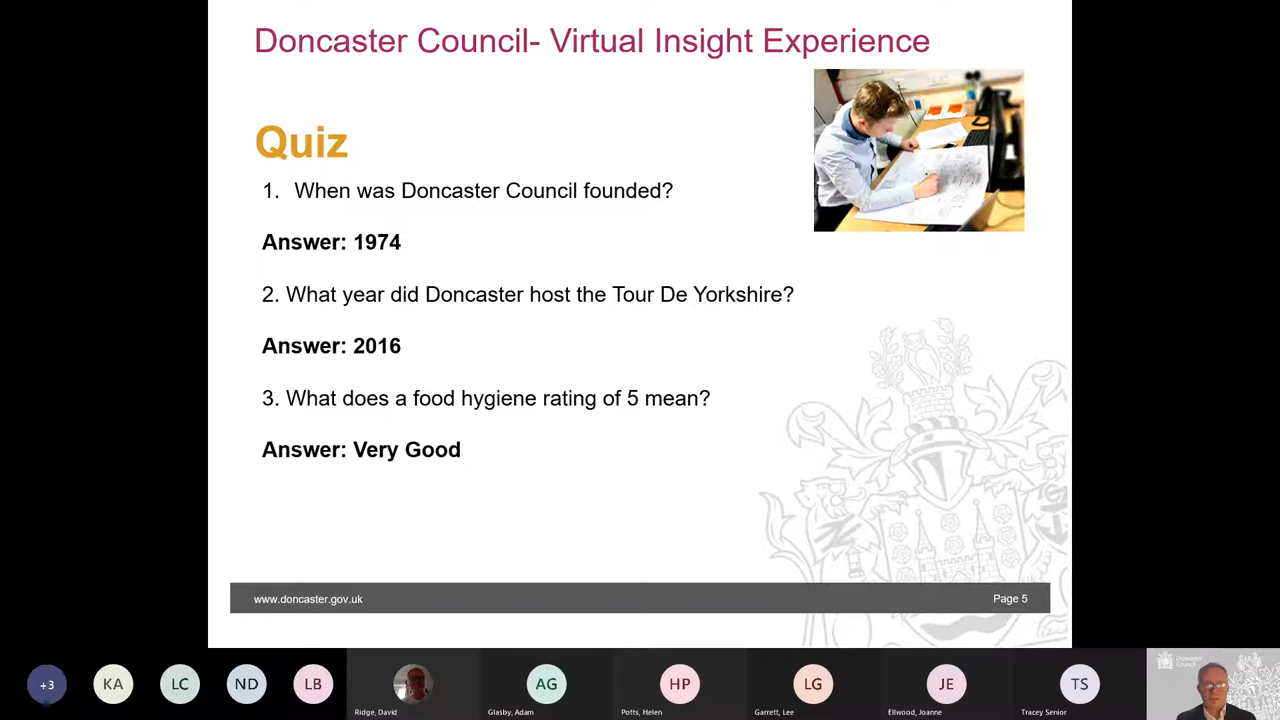 Doncaster Council- Virtual Insight Experience
Quiz
1. When was Doncaster Council founded?
Answer: 1974
2. What year did Doncaster host the Tour De Yorkshire?
Answer: 2016
3. What does a food hygiene rating of 5 mean?
Answer: Very Good
www.doncaster.gov.uk
Page 5
+3
KA
LC
ND
LB
Ridge, David
AG
Glasby, Adam
HP
Potts, Helen
LG
Garrett, Lee
JE
Ellwood, Joanne
TS
Tracey Senior
Doncaster
Council